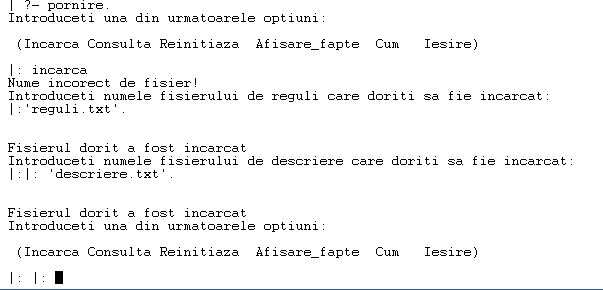 | ?- pornire.
Introduceti una din urmatoarele optiuni:
(Incarca Consulta Reinitiaza Afisare_fapte Cum Iesire)
|: incarca
Nume incorect de fisier!
Introduceti numele fisierului de reguli care doriti sa fie incarcat:
|:'reguli.txt'.
Fisierul dorit a fost incarcat
Introduceti numele fisierului de descriere care doriti sa fie incarcat:
|:|: 'descriere.txt'.
Fisierul dorit a fost incarcat
Introduceti una din urmatoarele optiuni:
(Incarca Consulta Reinitiaza Afisare_fapte Cum Iesire)
|: |: